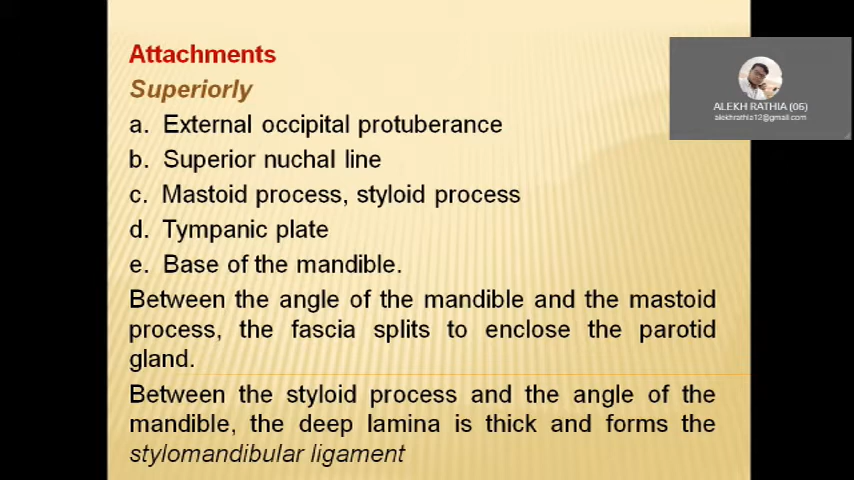 Attachments
Superiorly
a. External occipital protuberance
b. Superior nuchal line
c. Mastoid process, styloid process
d. Tympanic plate
e. Base of the mandible.
Between the angle of the mandible and the mastoid
process, the fascia splits to enclose the parotid
gland.
Between the styloid process and the angle of the
mandible, the deep lamina is thick and forms the
stylomandibular ligament
ALEKH RATHIA (05)
alekhrathia12@gmail.com